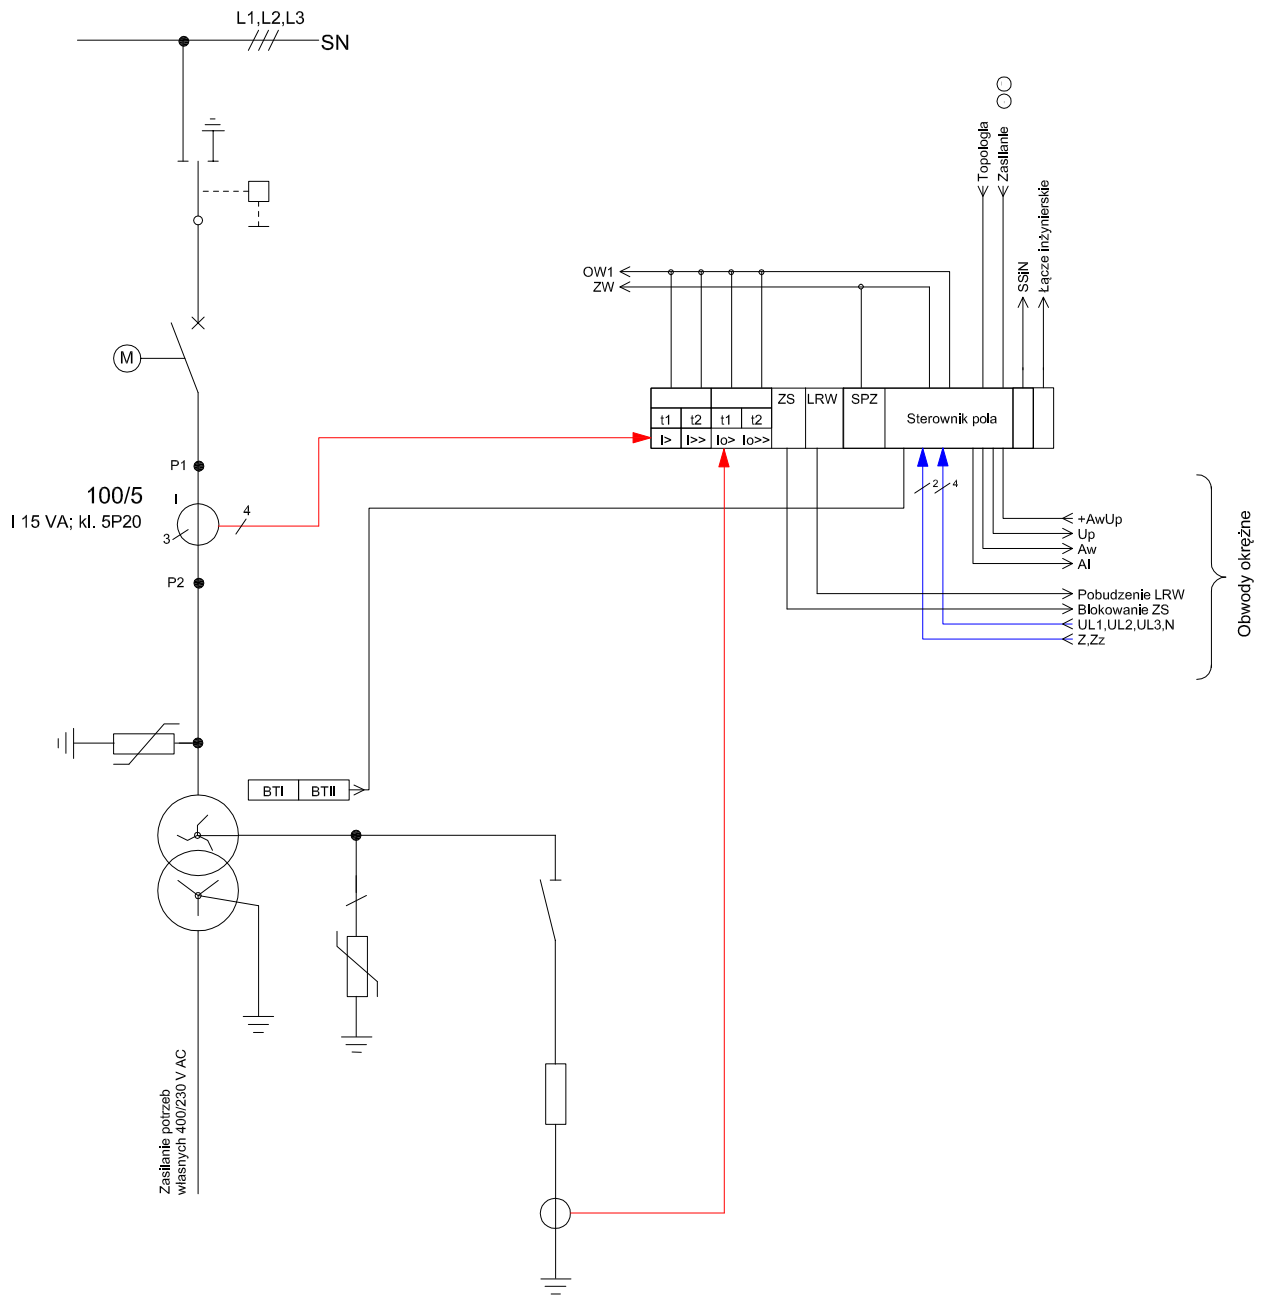 L1,L2,L3
SN
Topologia
Zasilanie
SSiN
Łącze inżynierskie
OW1
ZW
M
t1
t2
t1
t2
I>
I>>
Io>
Io>>
ZS
LRW
SPZ
Sterownik pola
P1
I
100/5
I 15 VA; kl. 5P20
3
4
P2
2
4
+AwUp
Up
Aw
Al
Pobudzenie LRW
Blokowanie ZS
UL1,UL2,UL3,N
Z,Zz
Obwody okrężne
BTI
BTII
Zasilanie potrzeb
własnych 400/230 V AC